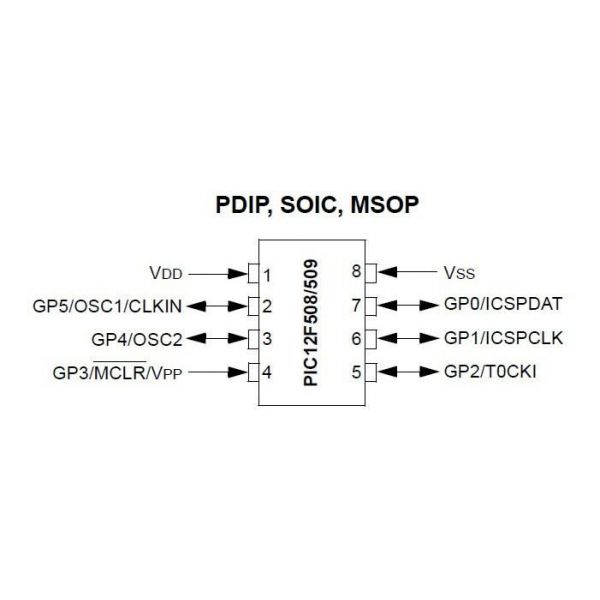 PDIP, SOIC, MSOP
VDD 1 8 VSS
GP5/OSC1/CLKIN 2 7 GP0/ICSPDAT
GP4/OSC2 3 6 GP1/ICSPCLK
GP3/MCLR/VPP 4 5 GP2/T0CKI
PIC12F508/509